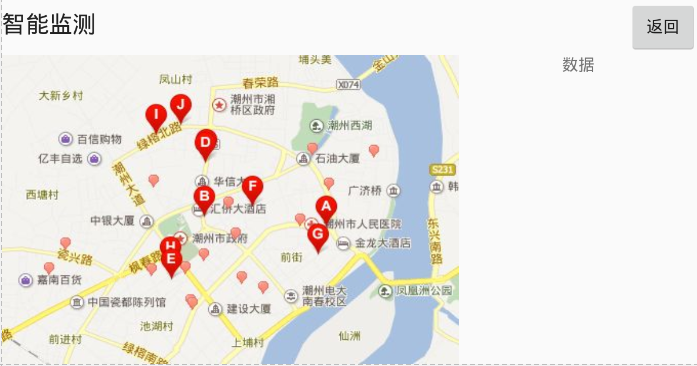 智能监测
返回
数据
埔头美
金山
凤山村
春荣路
X074
大新乡村
潮州市湘
桥区政府
I
J
绿榕北路
潮州西湖
百信购物
D
亿丰自选
石油大厦
S231
潮州大道
华信大
F
广济桥
韩
西塘村
B
汇侨大酒店
A
中银大厦
潮州市人民医院
东兴南路
H
潮州市政府
G
金龙大酒店
瓷兴路
枫春路
E
前街
嘉南百货
中国瓷都陈列馆
潮州电大
南春校区
凤凰洲公园
建设大厦
池湖村
仙洲
路
前进村
绿榕南路
上埔村